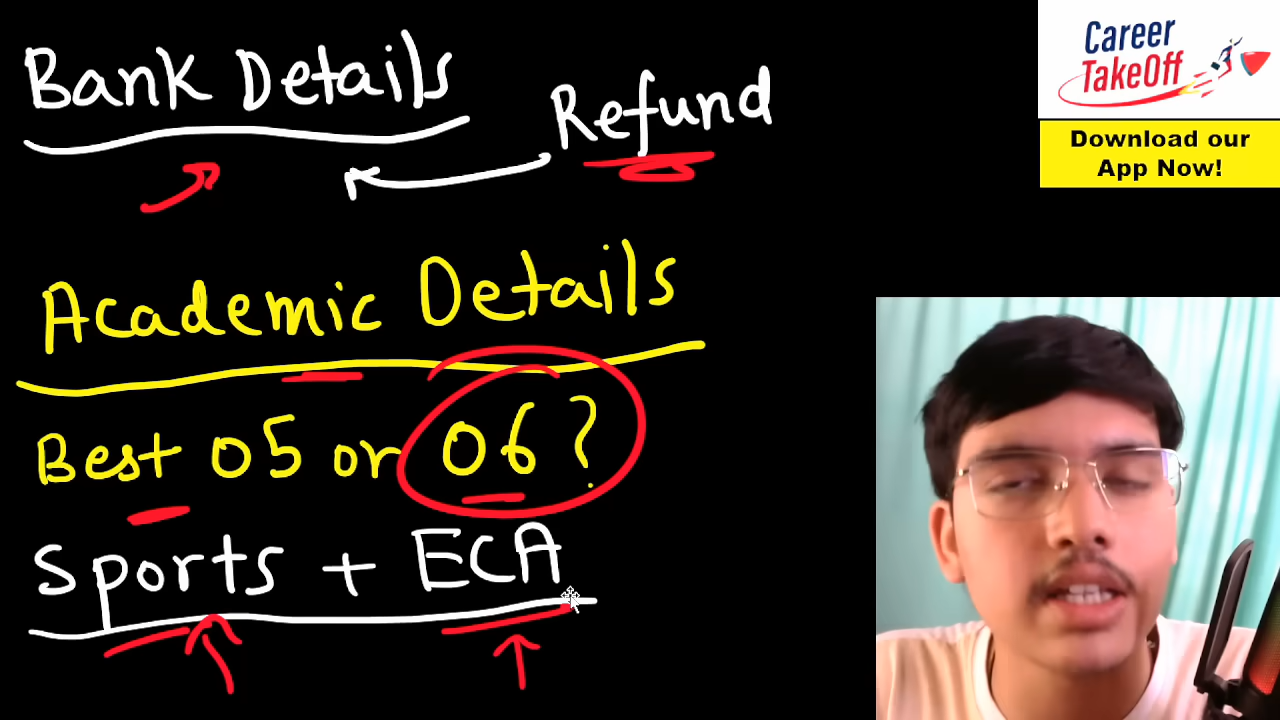 Bank Details
Refund
Academic Details
Best 05 or 06?
Sports + ECA
Career
TakeOff
Download our
App Now!